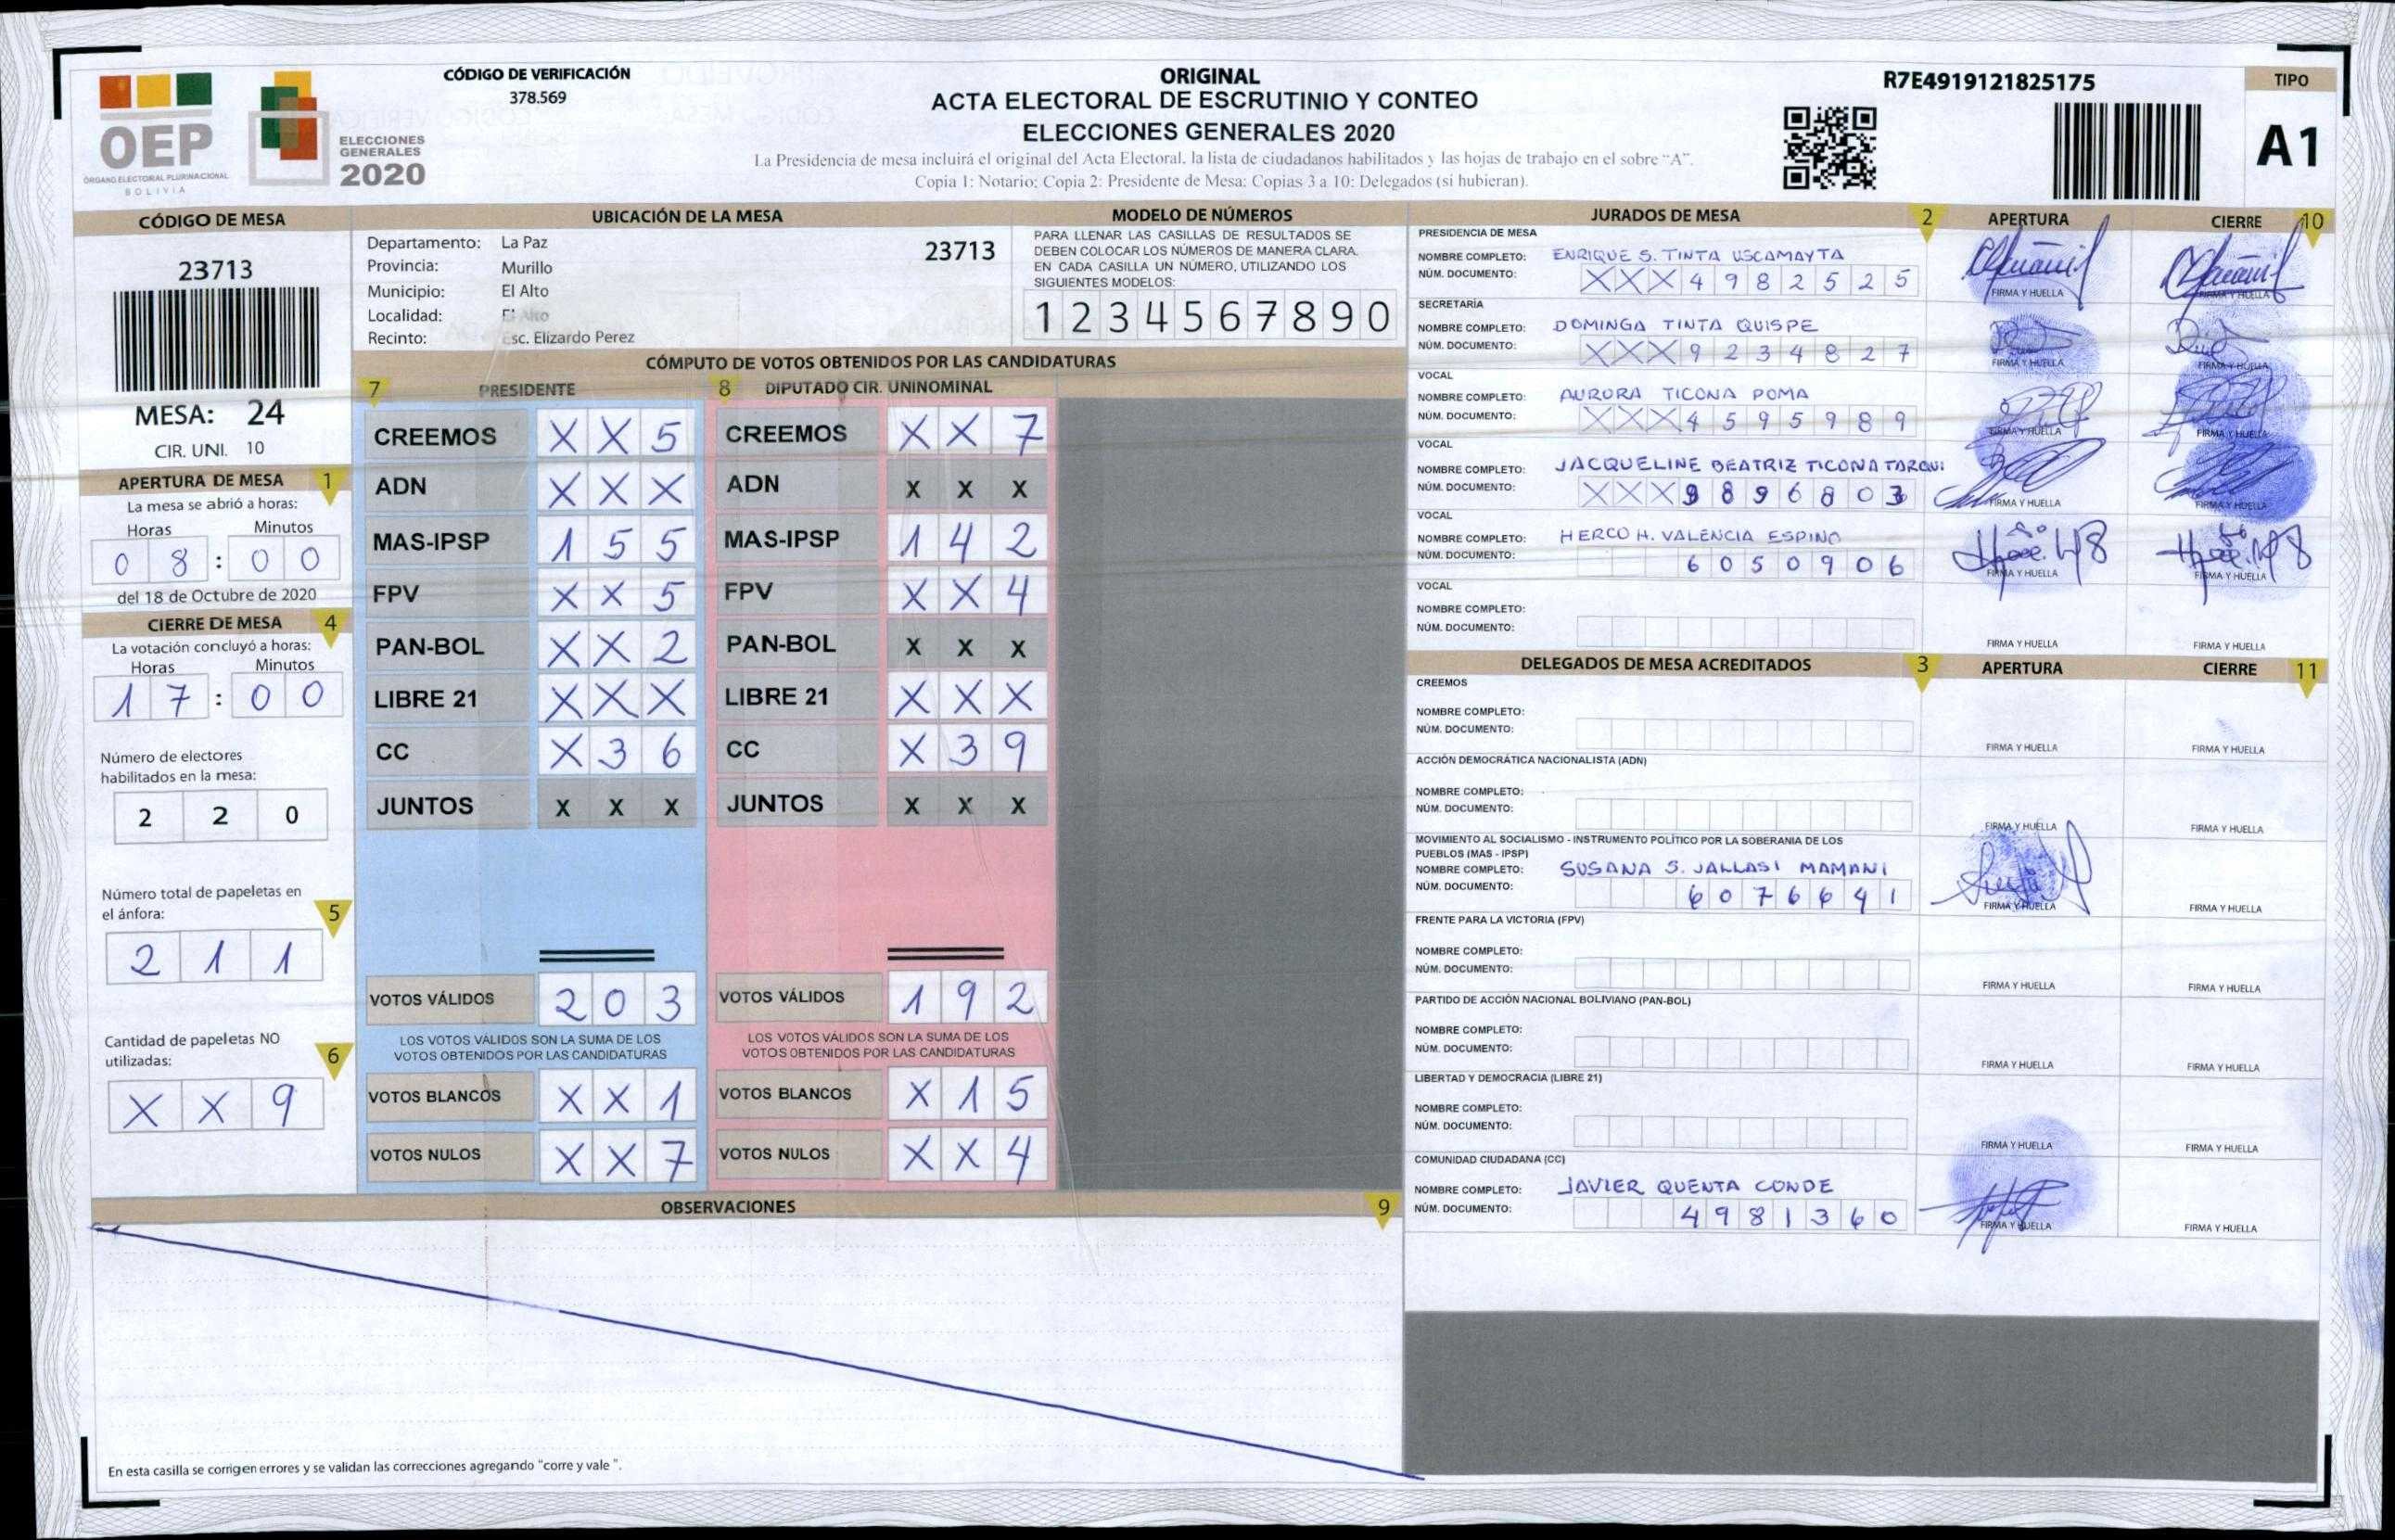 CÓDIGO DE VERIFICACIÓN
378.569
OEP
ÓRGANO ELECTORAL PLURINACIONAL
BOLIVIA
ELECCIONES
GENERALES
2020
ORIGINAL
ACTA ELECTORAL DE ESCRUTINIO Y CONTEO
ELECCIONES GENERALES 2020
La Presidencia de mesa incluirá el original del Acta Electoral, la lista de ciudadanos habilitados y las hojas de trabajo en el sobre "A".
Copia 1: Notario; Copia 2: Presidente de Mesa; Copias 3 a 10: Delegados (si hubieran).
R7E4919121825175
TIPO
A1
CÓDIGO DE MESA
23713
MESA: 24
CIR. UNI. 10
APERTURA DE MESA 1
La mesa se abrió a horas:
Horas Minutos
0 8 : 0 0
del 18 de Octubre de 2020
CIERRE DE MESA 4
La votación concluyó a horas:
Horas Minutos
1 7 : 0 0
Número de electores
habilitados en la mesa:
2 2 0
Número total de papeletas en
el ánfora: 5
2 1 1
Cantidad de papeletas NO
utilizadas: 6
X X 9
UBICACIÓN DE LA MESA
Departamento: La Paz
Provincia: Murillo
Municipio: El Alto
Localidad: El Alto
Recinto: Esc. Elizardo Perez
23713
MODELO DE NÚMEROS
PARA LLENAR LAS CASILLAS DE RESULTADOS SE
DEBEN COLOCAR LOS NÚMEROS DE MANERA CLARA.
EN CADA CASILLA UN NÚMERO, UTILIZANDO LOS
SIGUIENTES MODELOS:
1 2 3 4 5 6 7 8 9 0
CÓMPUTO DE VOTOS OBTENIDOS POR LAS CANDIDATURAS
7 PRESIDENTE
CREEMOS X X 5
ADN X X X
MAS-IPSP 1 5 5
FPV X X 5
PAN-BOL X X 2
LIBRE 21 X X X
CC X 3 6
JUNTOS X X X
VOTOS VÁLIDOS 2 0 3
LOS VOTOS VÁLIDOS SON LA SUMA DE LOS
VOTOS OBTENIDOS POR LAS CANDIDATURAS
VOTOS BLANCOS X X 1
VOTOS NULOS X X 7
8 DIPUTADO CIR. UNINOMINAL
CREEMOS X X 7
ADN X X X
MAS-IPSP 1 4 2
FPV X X 4
PAN-BOL X X X
LIBRE 21 X X X
CC X 3 9
JUNTOS X X X
VOTOS VÁLIDOS 1 9 2
LOS VOTOS VÁLIDOS SON LA SUMA DE LOS
VOTOS OBTENIDOS POR LAS CANDIDATURAS
VOTOS BLANCOS X 1 5
VOTOS NULOS X X 4
OBSERVACIONES 9
En esta casilla se corrigen errores y se validan las correcciones agregando "corre y vale ".
JURADOS DE MESA 2 APERTURA CIERRE 10
PRESIDENCIA DE MESA
NOMBRE COMPLETO: ENRIQUE S. TINTA USCAMAYTA
NÚM. DOCUMENTO: X X X 4 9 8 2 5 2 5
FIRMA Y HUELLA FIRMA Y HUELLA
SECRETARÍA
NOMBRE COMPLETO: DOMINGA TINTA QUISPE
NÚM. DOCUMENTO: X X X 9 2 3 4 8 2 7
FIRMA Y HUELLA FIRMA Y HUELLA
VOCAL
NOMBRE COMPLETO: AURORA TICONA POMA
NÚM. DOCUMENTO: X X X 4 5 9 5 9 8 9
FIRMA Y HUELLA FIRMA Y HUELLA
VOCAL
NOMBRE COMPLETO: JACQUELINE BEATRIZ TICONA TARQUI
NÚM. DOCUMENTO: X X X 9 8 9 6 8 0 3
FIRMA Y HUELLA FIRMA Y HUELLA
VOCAL
NOMBRE COMPLETO: HERCO H. VALENCIA ESPINO
NÚM. DOCUMENTO: 6 0 5 0 9 0 6
FIRMA Y HUELLA FIRMA Y HUELLA
VOCAL
NOMBRE COMPLETO:
NÚM. DOCUMENTO:
FIRMA Y HUELLA FIRMA Y HUELLA
DELEGADOS DE MESA ACREDITADOS 3 APERTURA CIERRE 11
CREEMOS
NOMBRE COMPLETO:
NÚM. DOCUMENTO:
FIRMA Y HUELLA FIRMA Y HUELLA
ACCIÓN DEMOCRÁTICA NACIONALISTA (ADN)
NOMBRE COMPLETO:
NÚM. DOCUMENTO:
FIRMA Y HUELLA FIRMA Y HUELLA
MOVIMIENTO AL SOCIALISMO - INSTRUMENTO POLÍTICO POR LA SOBERANIA DE LOS
PUEBLOS (MAS - IPSP)
NOMBRE COMPLETO: SUSANA S. JALLASI MAMANI
NÚM. DOCUMENTO: 6 0 7 6 6 4 1
FIRMA Y HUELLA FIRMA Y HUELLA
FRENTE PARA LA VICTORIA (FPV)
NOMBRE COMPLETO:
NÚM. DOCUMENTO:
FIRMA Y HUELLA FIRMA Y HUELLA
PARTIDO DE ACCIÓN NACIONAL BOLIVIANO (PAN-BOL)
NOMBRE COMPLETO:
NÚM. DOCUMENTO:
FIRMA Y HUELLA FIRMA Y HUELLA
LIBERTAD Y DEMOCRACIA (LIBRE 21)
NOMBRE COMPLETO:
NÚM. DOCUMENTO:
FIRMA Y HUELLA FIRMA Y HUELLA
COMUNIDAD CIUDADANA (CC)
NOMBRE COMPLETO: JAVIER QUENTA CONDE
NÚM. DOCUMENTO: 4 9 8 1 3 6 0
FIRMA Y HUELLA FIRMA Y HUELLA